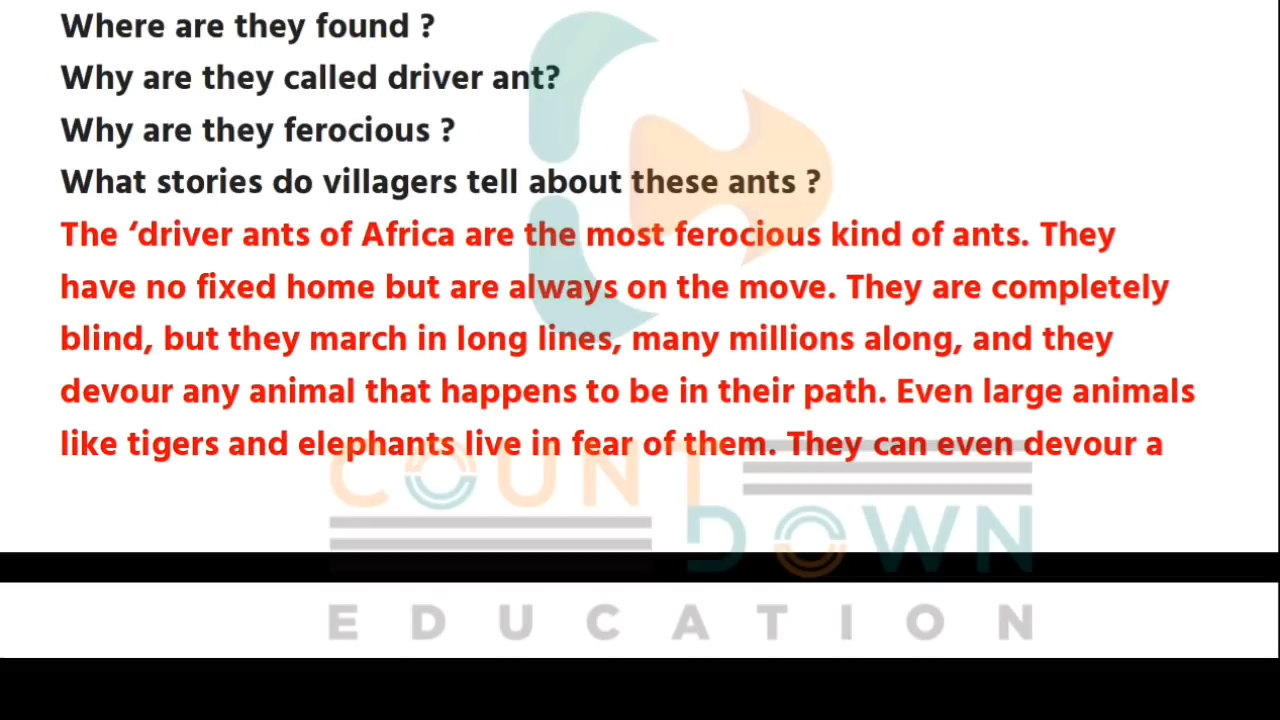 Where are they found ?
Why are they called driver ant?
Why are they ferocious ?
What stories do villagers tell about these ants ?
The ‘driver ants of Africa are the most ferocious kind of ants. They
have no fixed home but are always on the move. They are completely
blind, but they march in long lines, many millions along, and they
devour any animal that happens to be in their path. Even large animals
like tigers and elephants live in fear of them. They can even devour a
COUNT
DOWN
EDUCATION